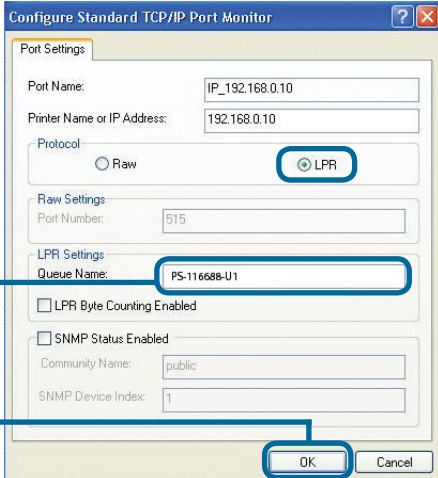 Configure Standard TCP/IP Port Monitor
Port Settings
Port Name: IP_192.168.0.10
Printer Name or IP Address: 192.168.0.10
Protocol
Raw LPR
Raw Settings
Port Number: 515
LPR Settings
Queue Name: PS-116688-U1
LPR Byte Counting Enabled
SNMP Status Enabled
Community Name: public
SNMP Device Index: 1
OK Cancel